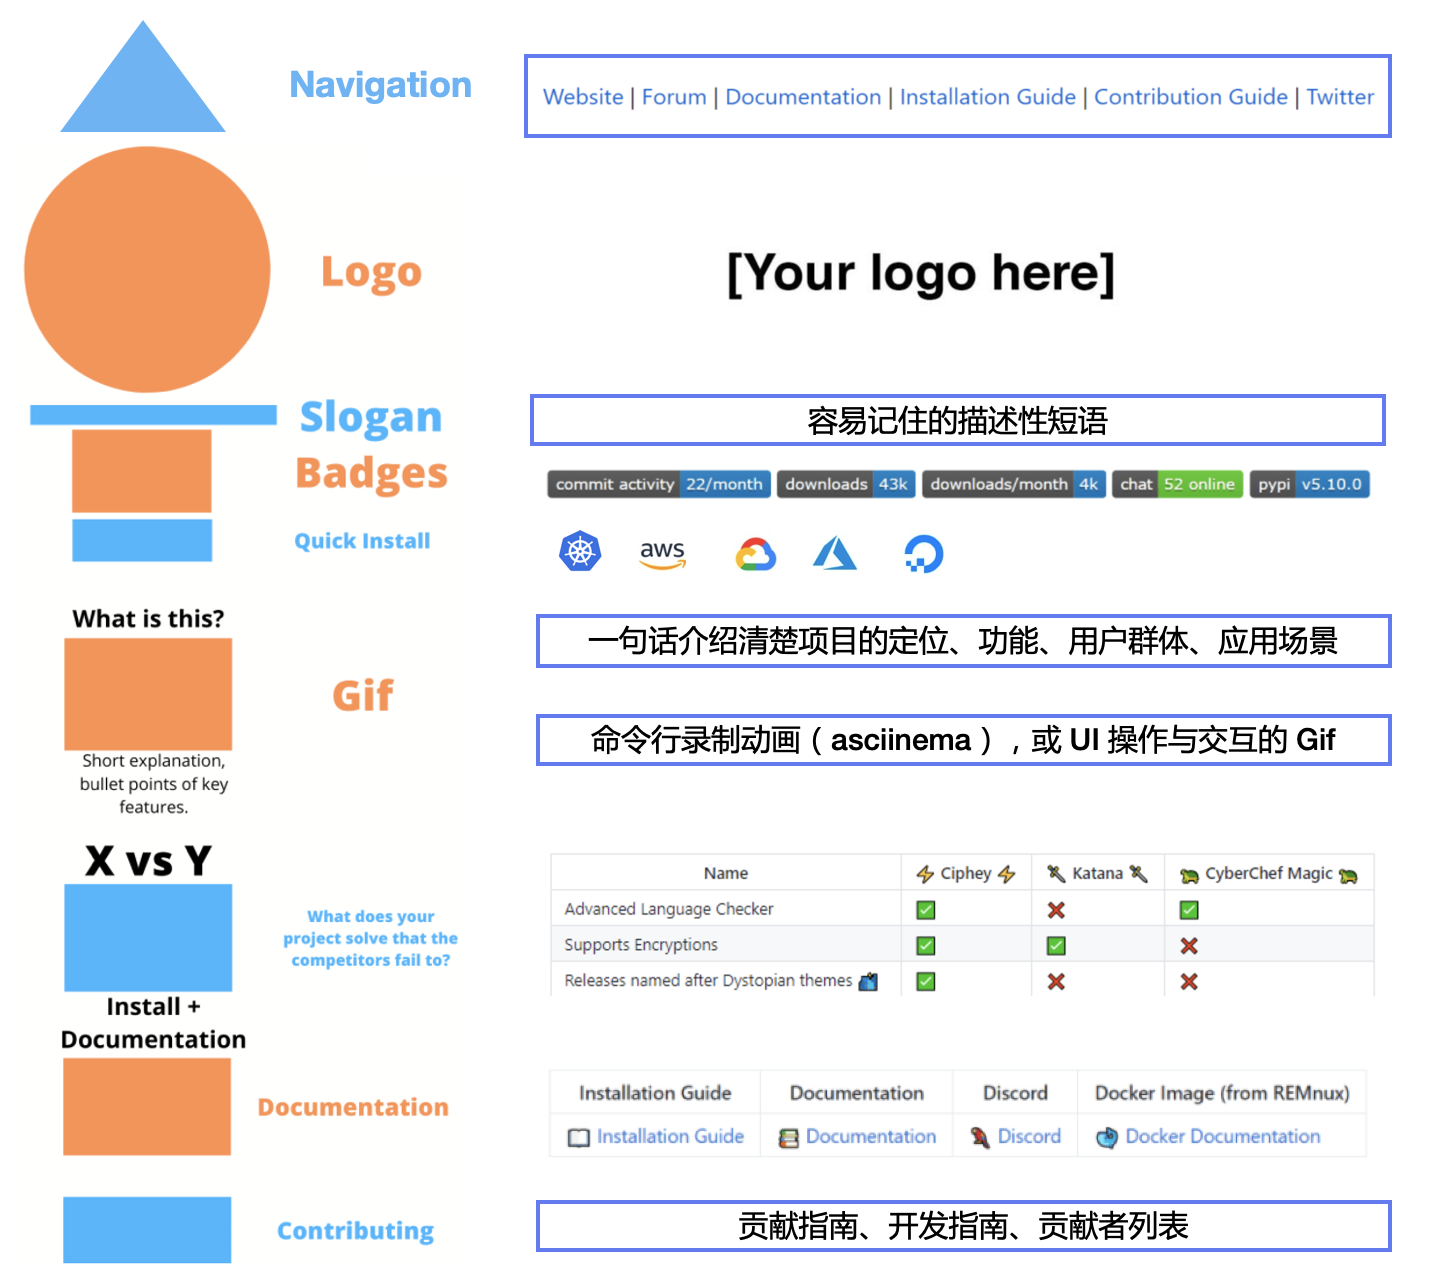 Navigation
Website | Forum | Documentation | Installation Guide | Contribution Guide | Twitter
Logo
[Your logo here]
Slogan
容易记住的描述性短语
Badges
commit activity 22/month downloads 43k downloads/month 4k chat 52 online pypi v5.10.0
Quick Install
aws
What is this?
一句话介绍清楚项目的定位、功能、用户群体、应用场景
Gif
命令行录制动画（asciinema），或 UI 操作与交互的 Gif
Short explanation,
bullet points of key
features.
X vs Y
What does your
project solve that the
competitors fail to?
Name Ciphey Katana CyberChef Magic
Advanced Language Checker
Supports Encryptions
Releases named after Dystopian themes
Install +
Documentation
Documentation
Installation Guide Documentation Discord Docker Image (from REMnux)
Installation Guide Documentation Discord Docker Documentation
Contributing
贡献指南、开发指南、贡献者列表